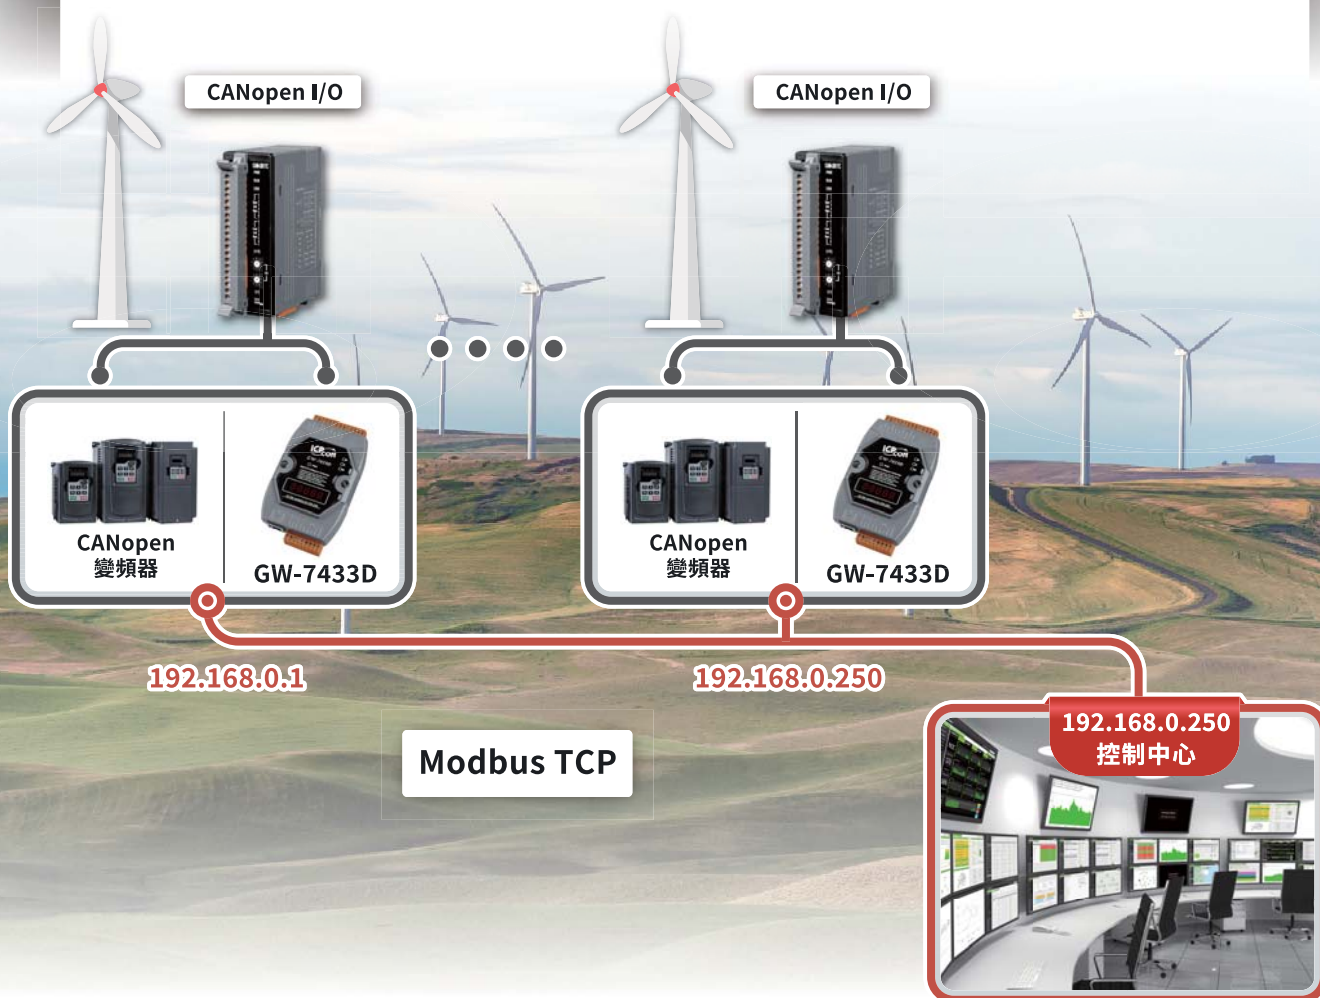 CANopen I/O
CANopen I/O
CANopen
變頻器
GW-7433D
CANopen
變頻器
GW-7433D
192.168.0.1
192.168.0.250
Modbus TCP
192.168.0.250
控制中心